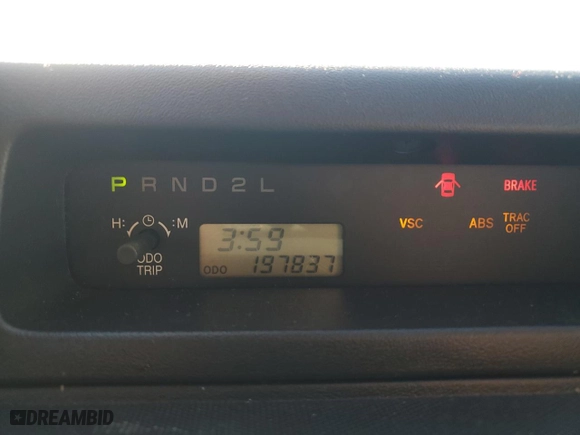 P R N D 2 L
BRAKE
H: :M
3:59
VSC
ABS
TRAC
OFF
ODO
TRIP
ODO 197837
DREAMBID